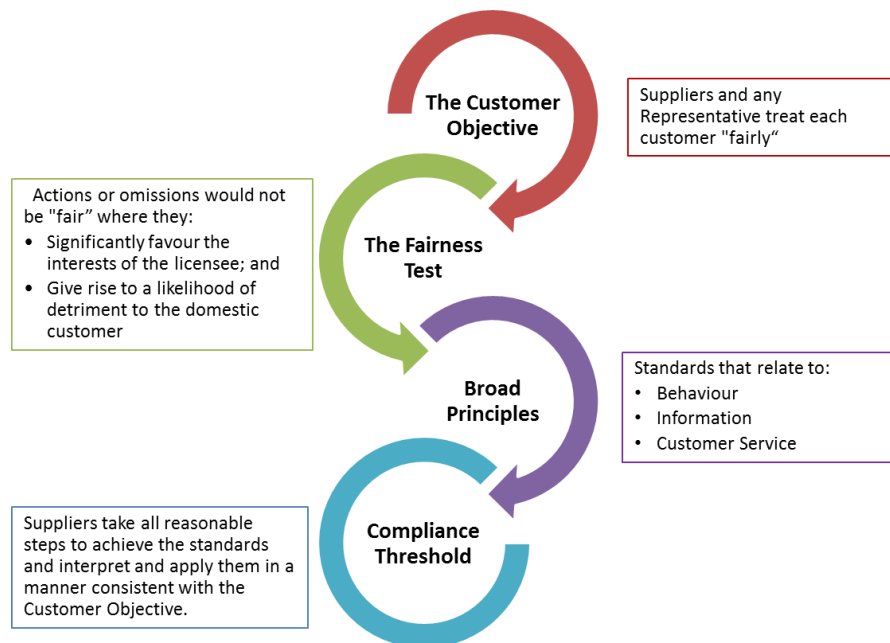 The Customer
Objective
Suppliers and any
Representative treat each
customer "fairly“
Actions or omissions would not
be "fair” where they:
• Significantly favour the
interests of the licensee; and
• Give rise to a likelihood of
detriment to the domestic
customer
The Fairness
Test
Broad
Principles
Standards that relate to:
• Behaviour
• Information
• Customer Service
Suppliers take all reasonable
steps to achieve the standards
and interpret and apply them in a
manner consistent with the
Customer Objective.
Compliance
Threshold